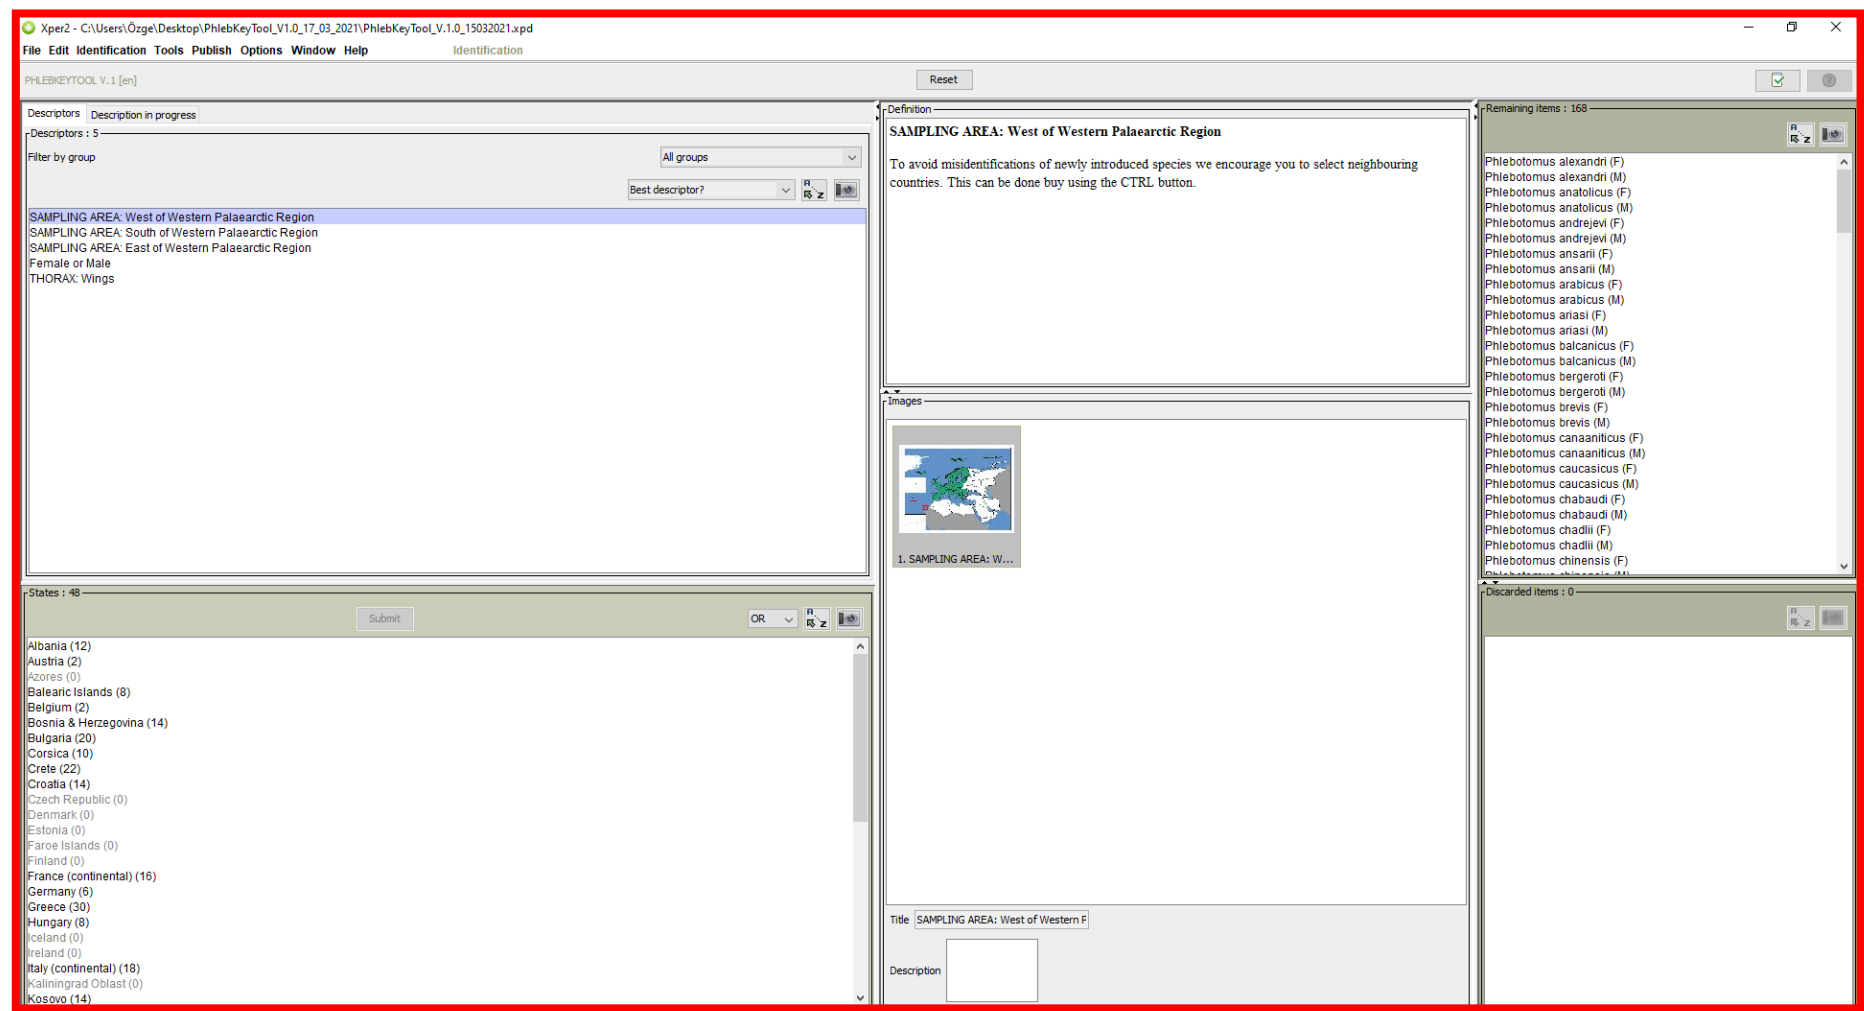 Xper2 - C:\Users\Özge\Desktop\PhlebKeyTool_V1.0_17_03_2021\PhlebKeyTool_V.1.0_15032021.xpd
File Edit Identification Tools Publish Options Window Help
Identification
PHLEBKEYTOOL V.1 [en]
Reset
Descriptors
Description in progress
Descriptors : 5
Filter by group
All groups
Best descriptor?
SAMPLING AREA: West of Western Palaearctic Region
SAMPLING AREA: South of Western Palaearctic Region
SAMPLING AREA: East of Western Palaearctic Region
Female or Male
THORAX: Wings
States : 48
Submit
OR
Albania (12)
Austria (2)
Azores (0)
Balearic Islands (8)
Belgium (2)
Bosnia & Herzegovina (14)
Bulgaria (20)
Corsica (10)
Crete (22)
Croatia (14)
Czech Republic (0)
Denmark (0)
Estonia (0)
Faroe Islands (0)
Finland (0)
France (continental) (16)
Germany (6)
Greece (30)
Hungary (8)
Iceland (0)
Ireland (0)
Italy (continental) (18)
Kaliningrad Oblast (0)
Kosovo (14)
Definition
SAMPLING AREA: West of Western Palaearctic Region
To avoid misidentifications of newly introduced species we encourage you to select neighbouring
countries. This can be done buy using the CTRL button.
Images
1. SAMPLING AREA: W...
Title SAMPLING AREA: West of Western P
Description
Remaining items : 168
Phlebotomus alexandri (F)
Phlebotomus alexandri (M)
Phlebotomus anatolicus (F)
Phlebotomus anatolicus (M)
Phlebotomus andrejevi (F)
Phlebotomus andrejevi (M)
Phlebotomus ansarii (F)
Phlebotomus ansarii (M)
Phlebotomus arabicus (F)
Phlebotomus arabicus (M)
Phlebotomus ariasi (F)
Phlebotomus ariasi (M)
Phlebotomus balcanicus (F)
Phlebotomus balcanicus (M)
Phlebotomus bergeroti (F)
Phlebotomus bergeroti (M)
Phlebotomus brevis (F)
Phlebotomus brevis (M)
Phlebotomus canaaniticus (F)
Phlebotomus canaaniticus (M)
Phlebotomus caucasicus (F)
Phlebotomus caucasicus (M)
Phlebotomus chabaudi (F)
Phlebotomus chabaudi (M)
Phlebotomus chadlii (F)
Phlebotomus chadlii (M)
Phlebotomus chinensis (F)
Discarded items : 0